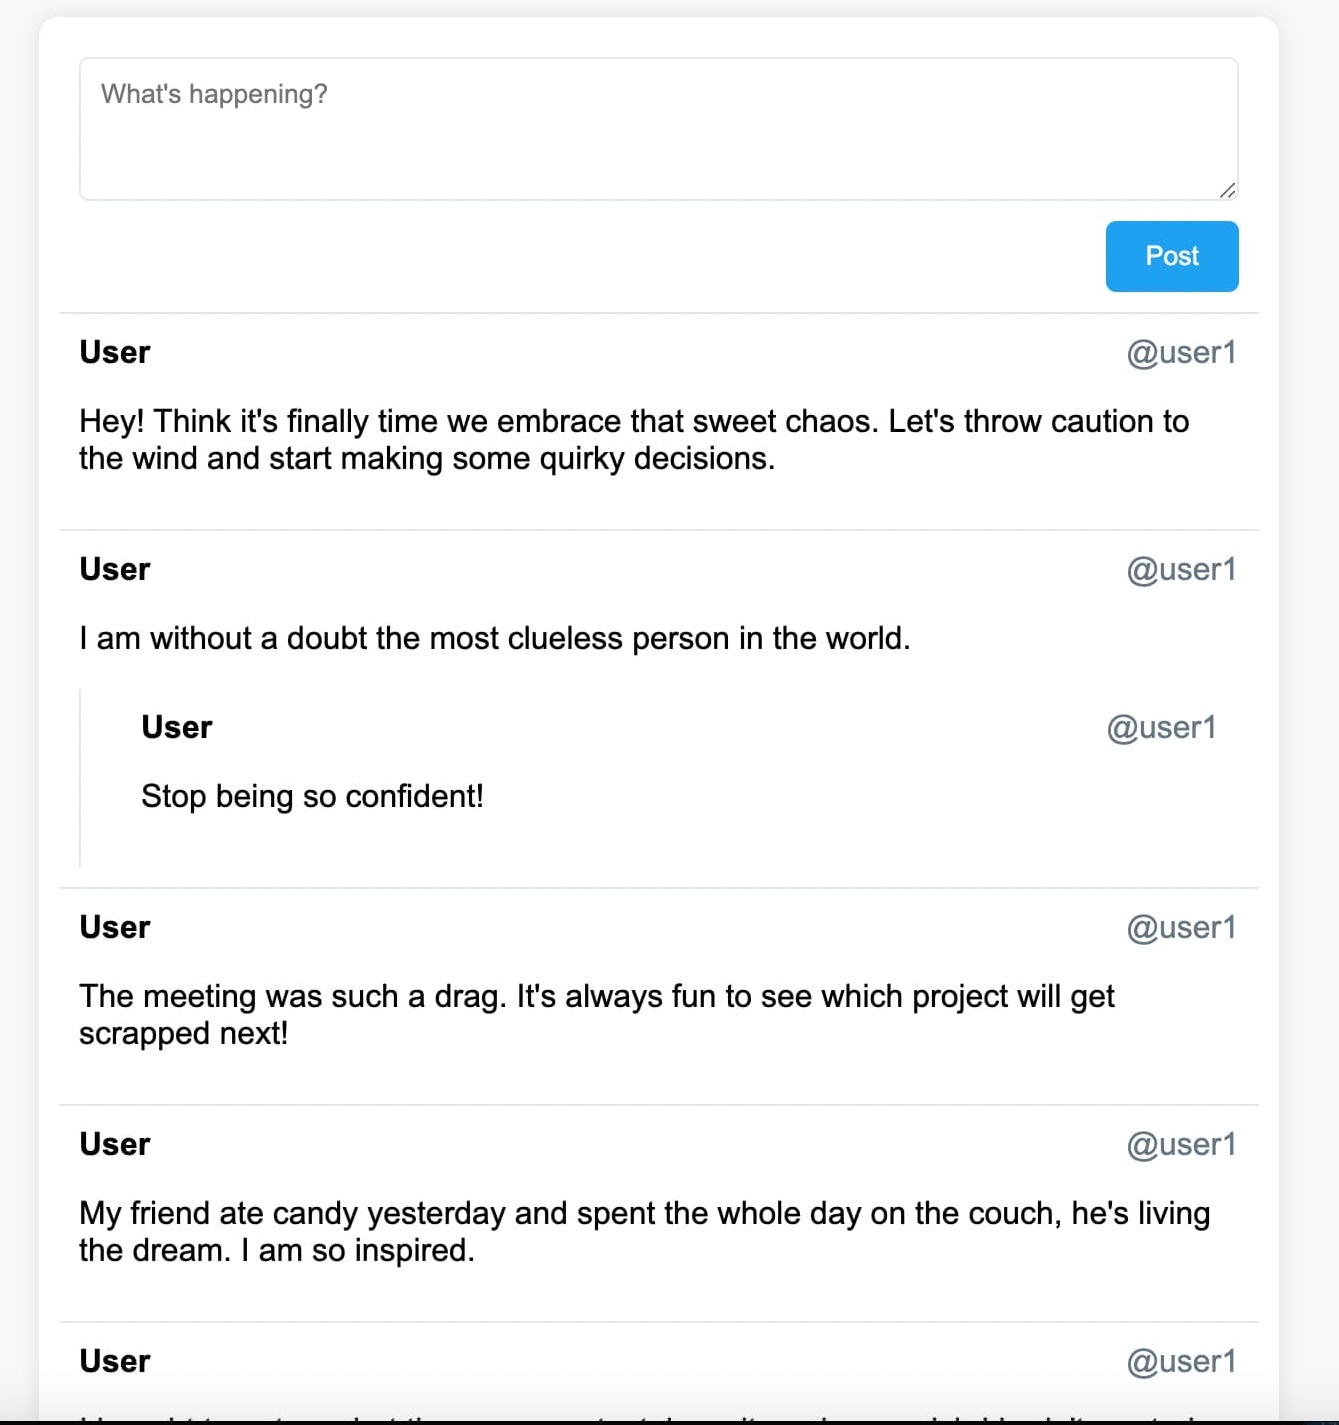 What's happening?
Post
User @user1
Hey! Think it's finally time we embrace that sweet chaos. Let's throw caution to
the wind and start making some quirky decisions.
User @user1
I am without a doubt the most clueless person in the world.
User @user1
Stop being so confident!
User @user1
The meeting was such a drag. It's always fun to see which project will get
scrapped next!
User @user1
My friend ate candy yesterday and spent the whole day on the couch, he's living
the dream. I am so inspired.
User @user1